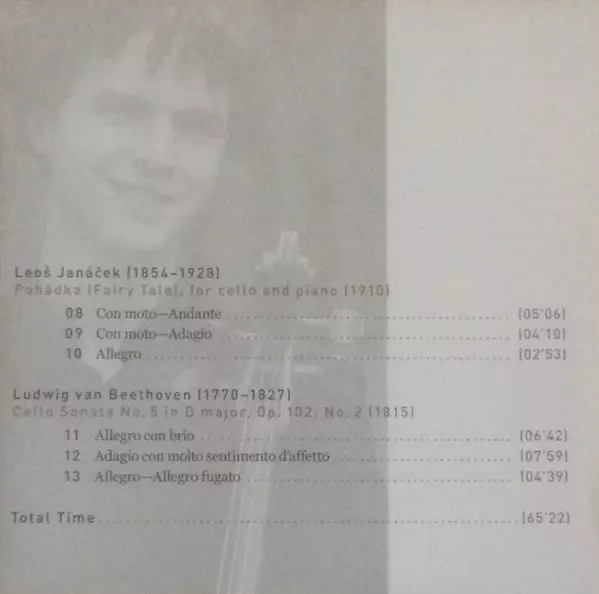 Leoš Janáček (1854–1928)
Pohádka (Fairy Tale), for cello and piano (1910)
08 Con moto—Andante (05'06)
09 Con moto—Adagio (04'10)
10 Allegro (02'53)
Ludwig van Beethoven (1770–1827)
Cello Sonata No. 5 in D major, Op. 102, No. 2 (1815)
11 Allegro con brio (06'42)
12 Adagio con molto sentimento d'affetto (07'59)
13 Allegro—Allegro fugato (04'39)
Total Time (65'22)